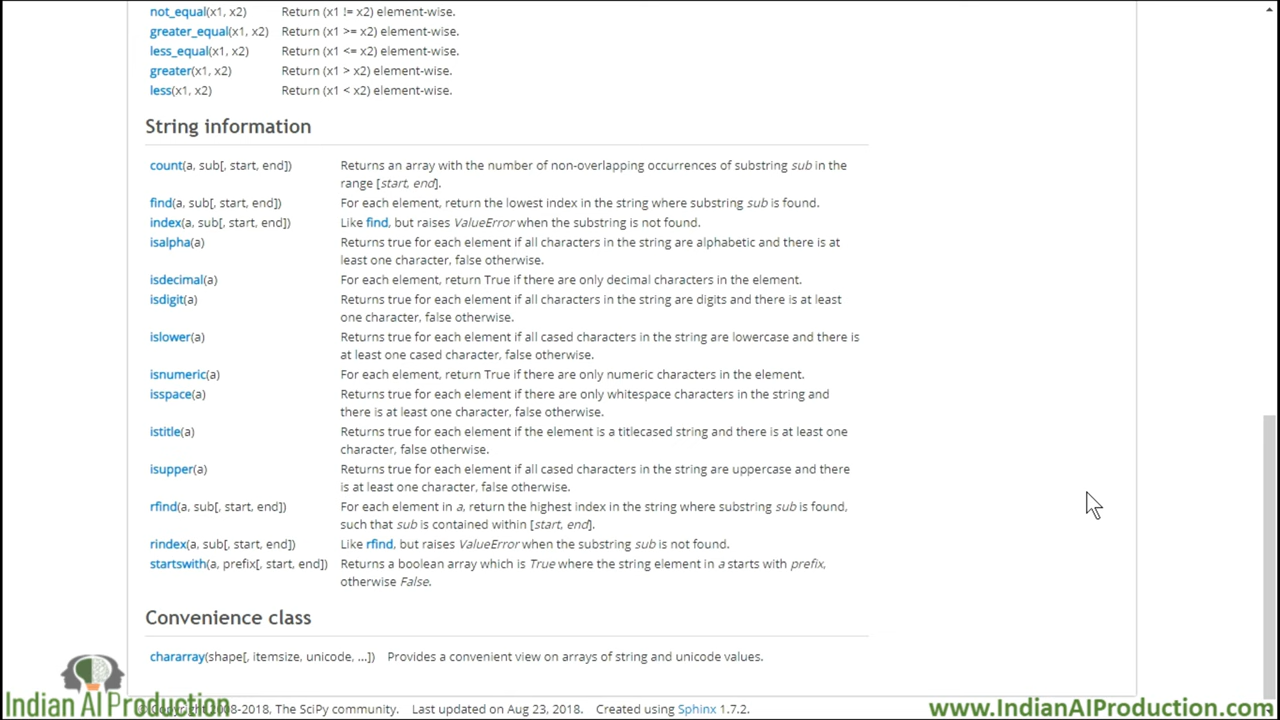 not_equal(x1, x2) Return (x1 != x2) element-wise.
greater_equal(x1, x2) Return (x1 >= x2) element-wise.
less_equal(x1, x2) Return (x1 <= x2) element-wise.
greater(x1, x2) Return (x1 > x2) element-wise.
less(x1, x2) Return (x1 < x2) element-wise.
String information
count(a, sub[, start, end]) Returns an array with the number of non-overlapping occurrences of substring sub in the
range [start, end].
find(a, sub[, start, end]) For each element, return the lowest index in the string where substring sub is found.
index(a, sub[, start, end]) Like find, but raises ValueError when the substring is not found.
isalpha(a) Returns true for each element if all characters in the string are alphabetic and there is at
least one character, false otherwise.
isdecimal(a) For each element, return True if there are only decimal characters in the element.
isdigit(a) Returns true for each element if all characters in the string are digits and there is at least
one character, false otherwise.
islower(a) Returns true for each element if all cased characters in the string are lowercase and there is
at least one cased character, false otherwise.
isnumeric(a) For each element, return True if there are only numeric characters in the element.
isspace(a) Returns true for each element if there are only whitespace characters in the string and
there is at least one character, false otherwise.
istitle(a) Returns true for each element if the element is a titlecased string and there is at least one
character, false otherwise.
isupper(a) Returns true for each element if all cased characters in the string are uppercase and there
is at least one character, false otherwise.
rfind(a, sub[, start, end]) For each element in a, return the highest index in the string where substring sub is found,
such that sub is contained within [start, end].
rindex(a, sub[, start, end]) Like rfind, but raises ValueError when the substring sub is not found.
startswith(a, prefix[, start, end]) Returns a boolean array which is True where the string element in a starts with prefix,
otherwise False.
Convenience class
chararray(shape[, itemsize, unicode, ...]) Provides a convenient view on arrays of string and unicode values.
Indian AI Production
© Copyright 2008-2018, The SciPy community. Last updated on Aug 23, 2018. Created using Sphinx 1.7.2.
www.IndianAIProduction.com